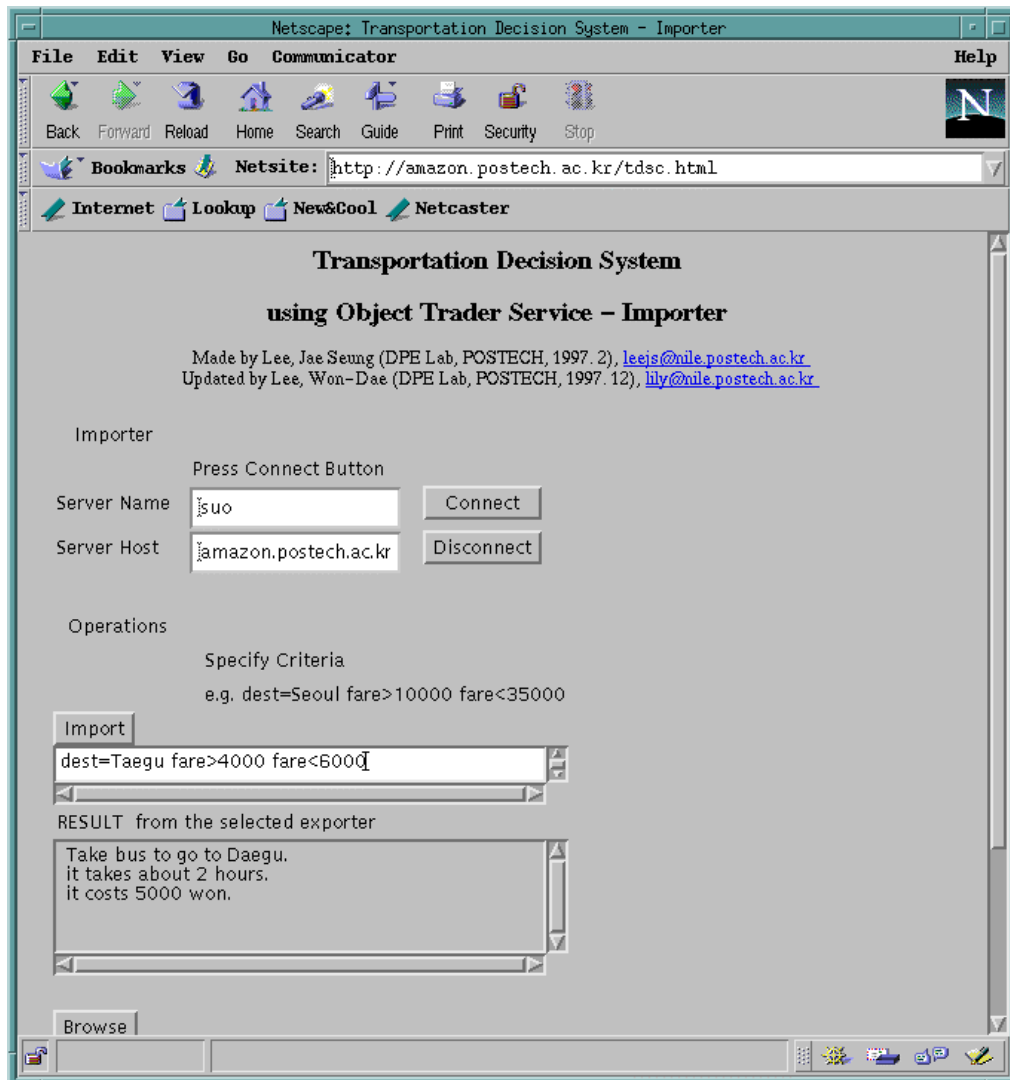 Netscape: Transportation Decision System - Importer
File Edit View Go Communicator Help
Back Forward Reload Home Search Guide Print Security Stop
N
Bookmarks Netsite: http://amazon.postech.ac.kr/tdsc.html
Internet Lookup New&Cool Netcaster
Transportation Decision System
using Object Trader Service – Importer
Made by Lee, Jae Seung (DPE Lab, POSTECH, 1997. 2), leejs@nile.postech.ac.kr
Updated by Lee, Won–Dae (DPE Lab, POSTECH, 1997. 12), lily@nile.postech.ac.kr
Importer
Press Connect Button
Server Name suo Connect
Server Host amazon.postech.ac.kr Disconnect
Operations
Specify Criteria
e.g. dest=Seoul fare>10000 fare<35000
Import
dest=Taegu fare>4000 fare<6000
RESULT from the selected exporter
Take bus to go to Daegu.
it takes about 2 hours.
it costs 5000 won.
Browse